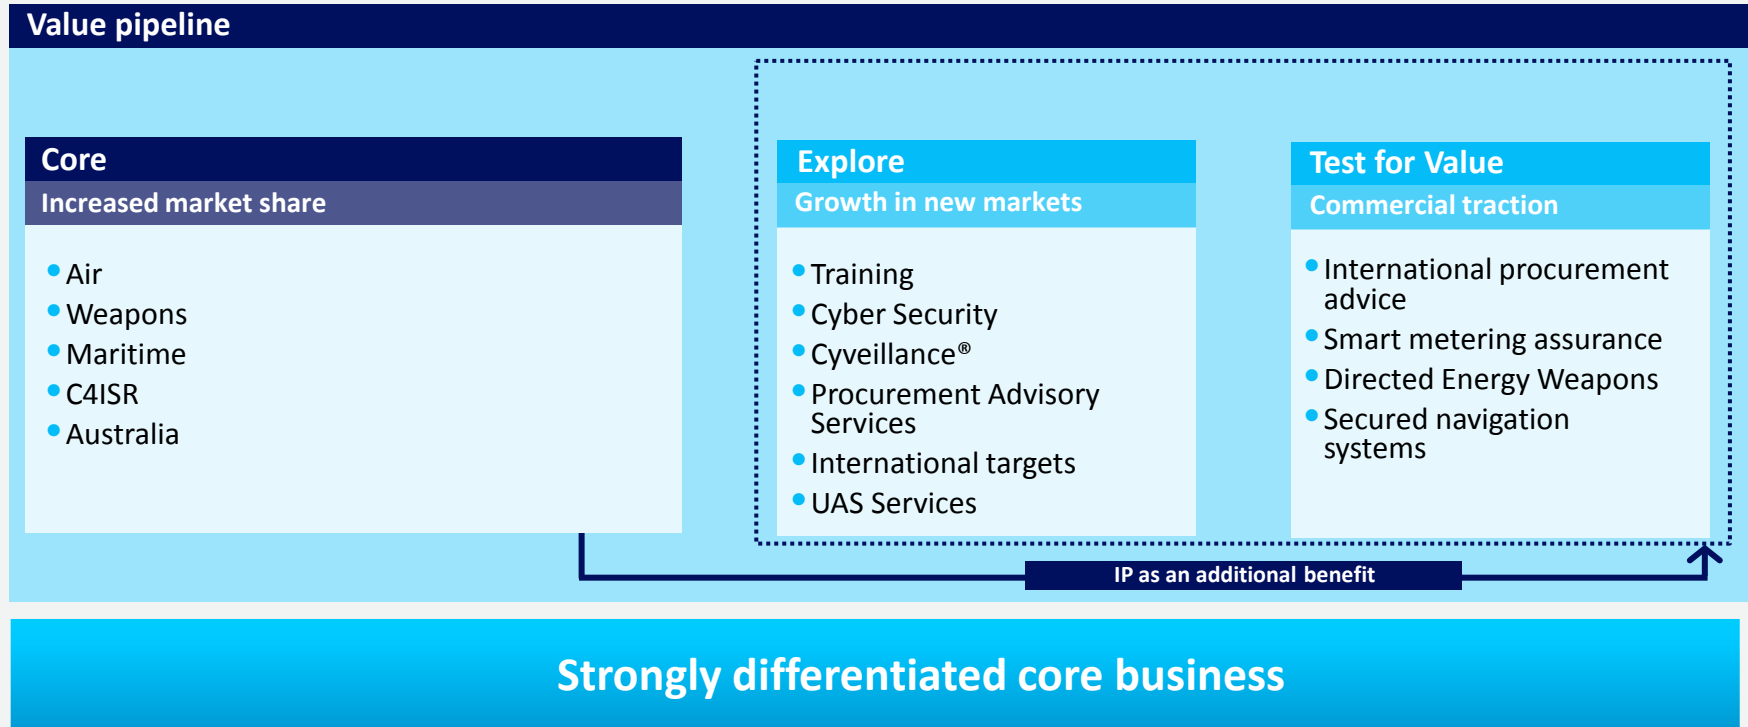 Value pipeline
Core
Increased market share
• Air
• Weapons
• Maritime
• C4ISR
• Australia
Explore
Growth in new markets
• Training
• Cyber Security
• Cyveillance®
• Procurement Advisory
Services
• International targets
• UAS Services
Test for Value
Commercial traction
• International procurement
advice
• Smart metering assurance
• Directed Energy Weapons
• Secured navigation
systems
IP as an additional benefit
Strongly differentiated core business